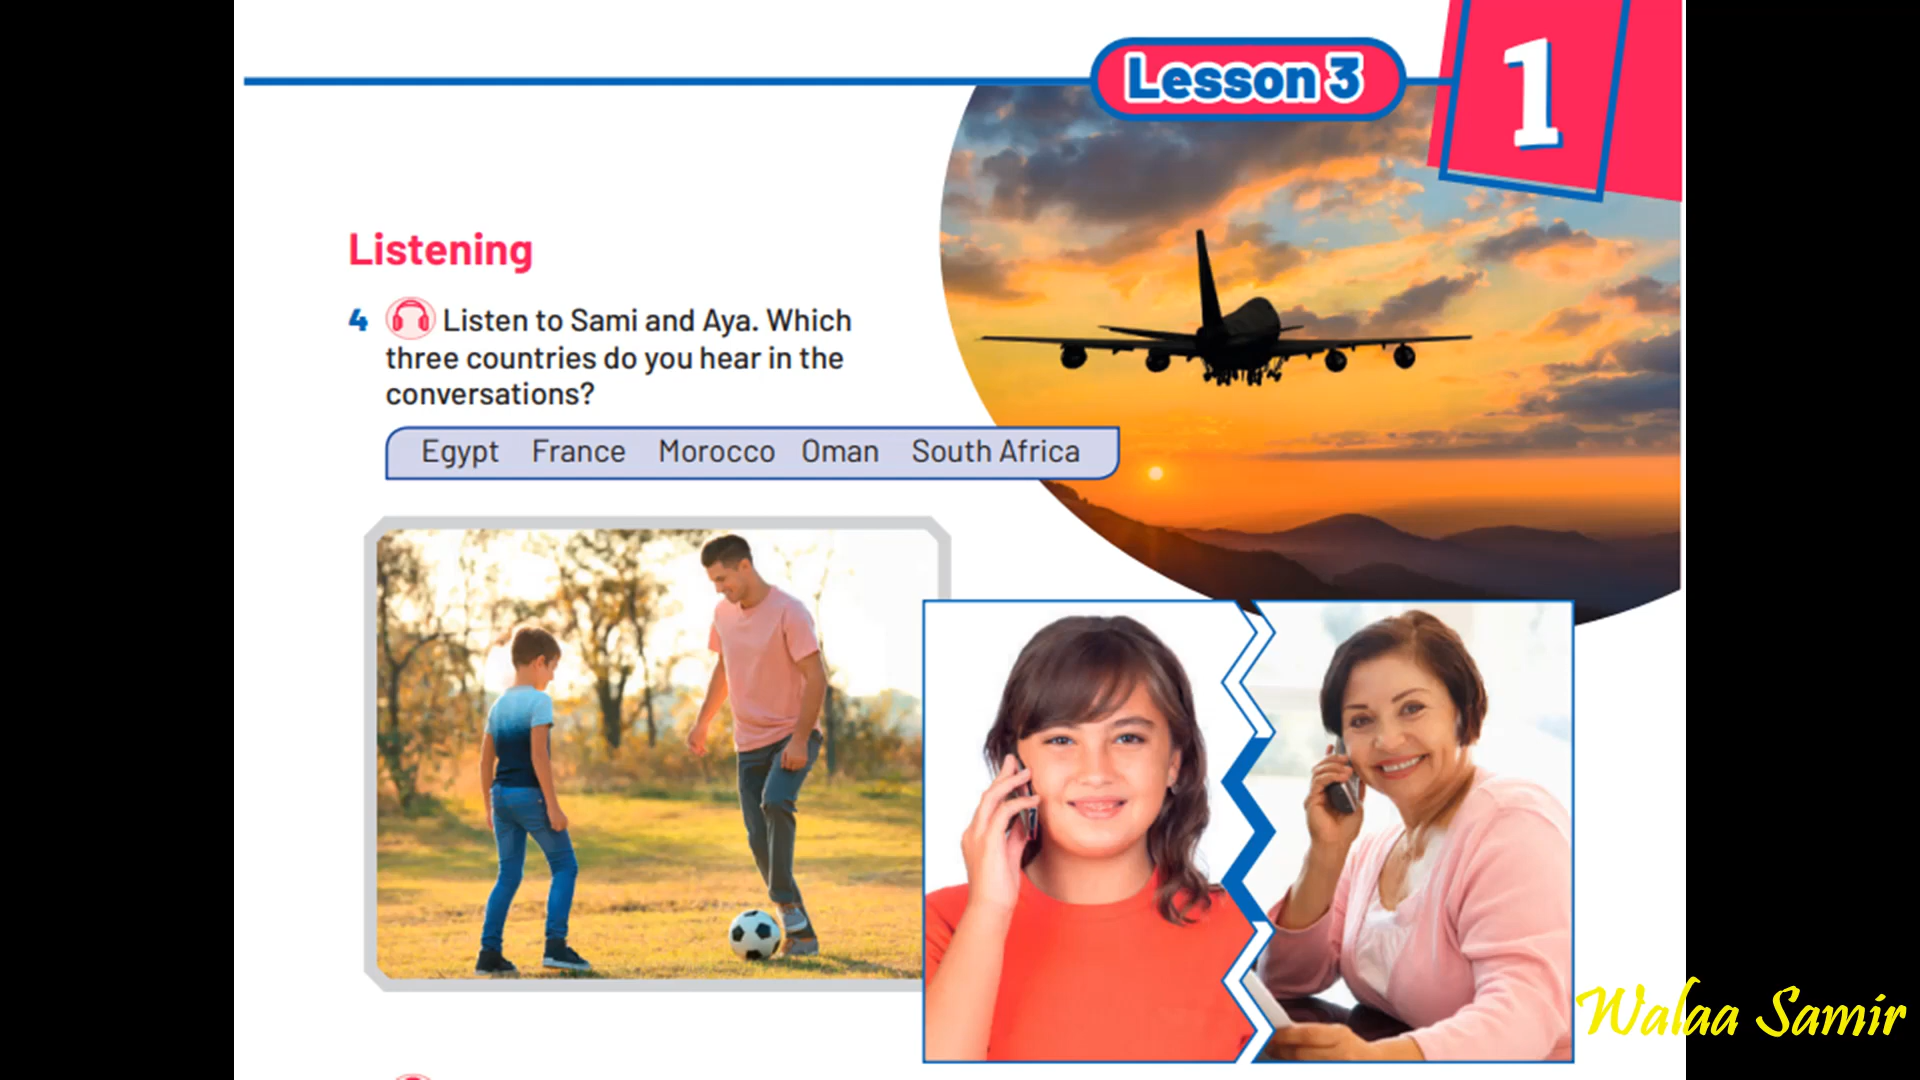 Lesson 3
1
Listening
4 Listen to Sami and Aya. Which
three countries do you hear in the
conversations?
Egypt France Morocco Oman South Africa
Walaa Samir